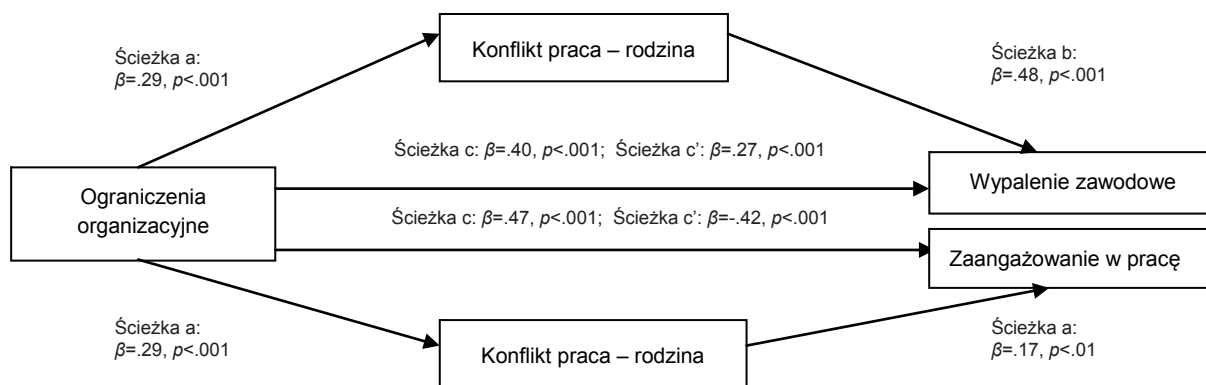 Konflikt praca – rodzina
Ścieżka a:
β=.29, p<.001
Ścieżka b:
β=.48, p<.001
Ścieżka c: β=.40, p<.001; Ścieżka c’: β=.27, p<.001
Ograniczenia
organizacyjne
Wypalenie zawodowe
Ścieżka c: β=.47, p<.001; Ścieżka c’: β=-.42, p<.001
Zaangażowanie w pracę
Ścieżka a:
β=.29, p<.001
Konflikt praca – rodzina
Ścieżka a:
β=.17, p<.01